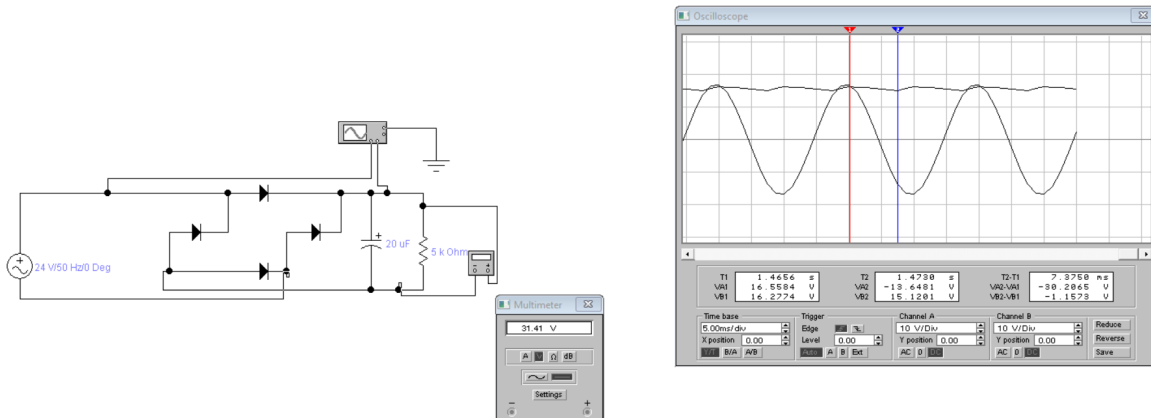 Oscilloscope
1
2
24 V/50 Hz/0 Deg
20 uF
5 k Ohm
Multimeter
31.41 V
A V Ω dB
Settings
T1 1.4656 s T2 1.4730 s T2-T1 7.3750 ms
VA1 16.5584 V VA2 -13.6481 V VA2-VA1 -30.2065 V
VB1 16.2774 V VB2 15.1201 V VB2-VB1 -1.1573 V
Time base Trigger Channel A Channel B
5.00ms/div Edge 10 V/Div 10 V/Div Reduce
X position 0.00 Level 0.00 Y position 0.00 Y position 0.00 Reverse
Y/T B/A A/B Auto A B Ext AC 0 DC AC 0 DC Save